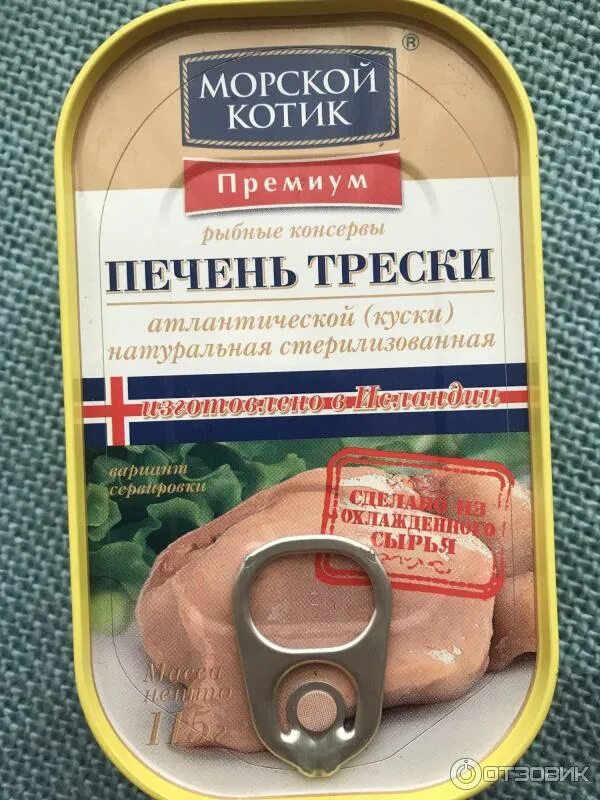 МОРСКОЙ
КОТИК
®
Премиум
рыбные консервы
ПЕЧЕНЬ ТРЕСКИ
атлантической (куски)
натуральная стерилизованная
изготовлено в Исландии
вариант
сервировки
СДЕЛАНО ИЗ
ОХЛАЖДЕННОГО
СЫРЬЯ
Масса
нетто
115г
ОТЗОВИК